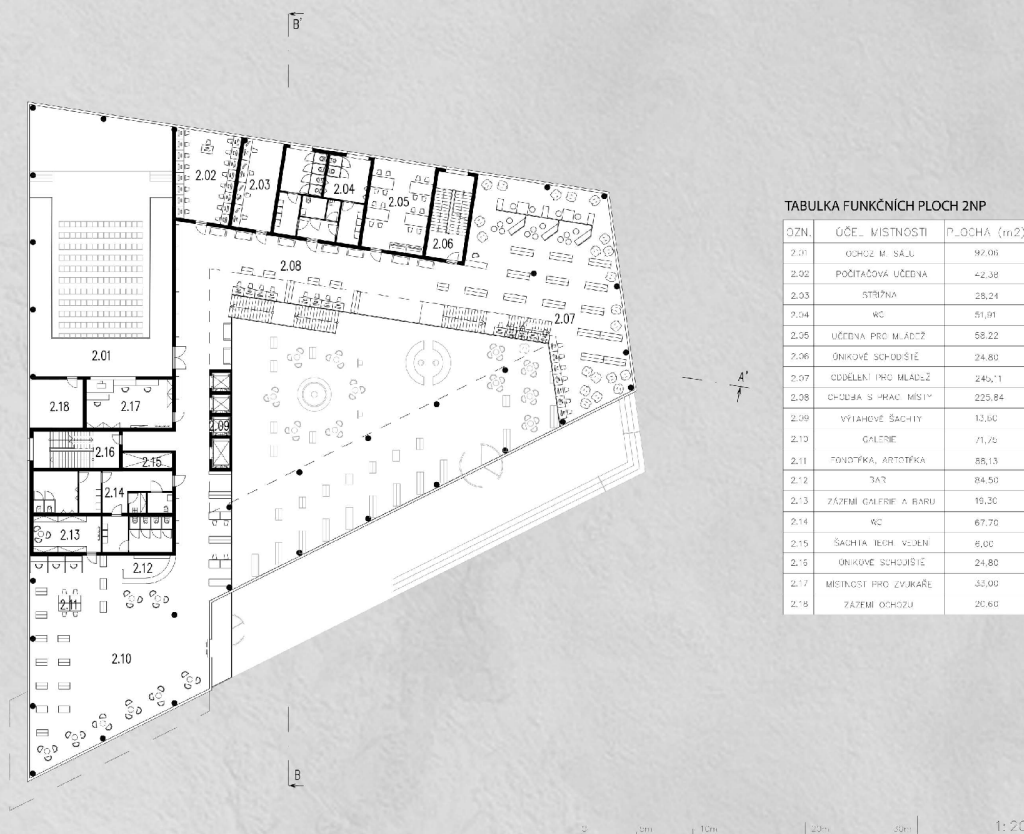 B'
2.02
2.03
2.04
2.05
2.06
2.08
2.07
2.01
2.18
2.17
2.09
2.16
2.15
2.14
2.13
2.12
2.11
2.10
A'
B
TABULKA FUNKČNÍCH PLOCH 2NP
OZN. ÚČEL MÍSTNOSTI PLOCHA (m2)
2.01 OCHOZ M. SÁLU 92,06
2.02 POČÍTAČOVÁ UČEBNA 42,38
2.03 STŘIŽNA 28,24
2.04 WC 51,91
2.05 UČEBNA PRO MLÁDEŽ 58,22
2.06 ÚNIKOVÉ SCHODIŠTĚ 24,80
2.07 ODDĚLENÍ PRO MLÁDEŽ 245,11
2.08 CHODBA S PRAC. MÍSTY 225,84
2.09 VÝTAHOVÉ ŠACHTY 13,60
2.10 GALERIE 71,75
2.11 FONOTÉKA, ARTOTÉKA 88,13
2.12 BAR 84,50
2.13 ZÁZEMÍ GALERIE A BARU 19,30
2.14 WC 67,70
2.15 ŠACHTA TECH. VEDENÍ 6,00
2.16 ÚNIKOVÉ SCHODIŠTĚ 24,80
2.17 MÍSTNOST PRO ZVUKAŘE 33,00
2.18 ZÁZEMÍ OCHOZU 20,60
0 5m 10m 20m 30m